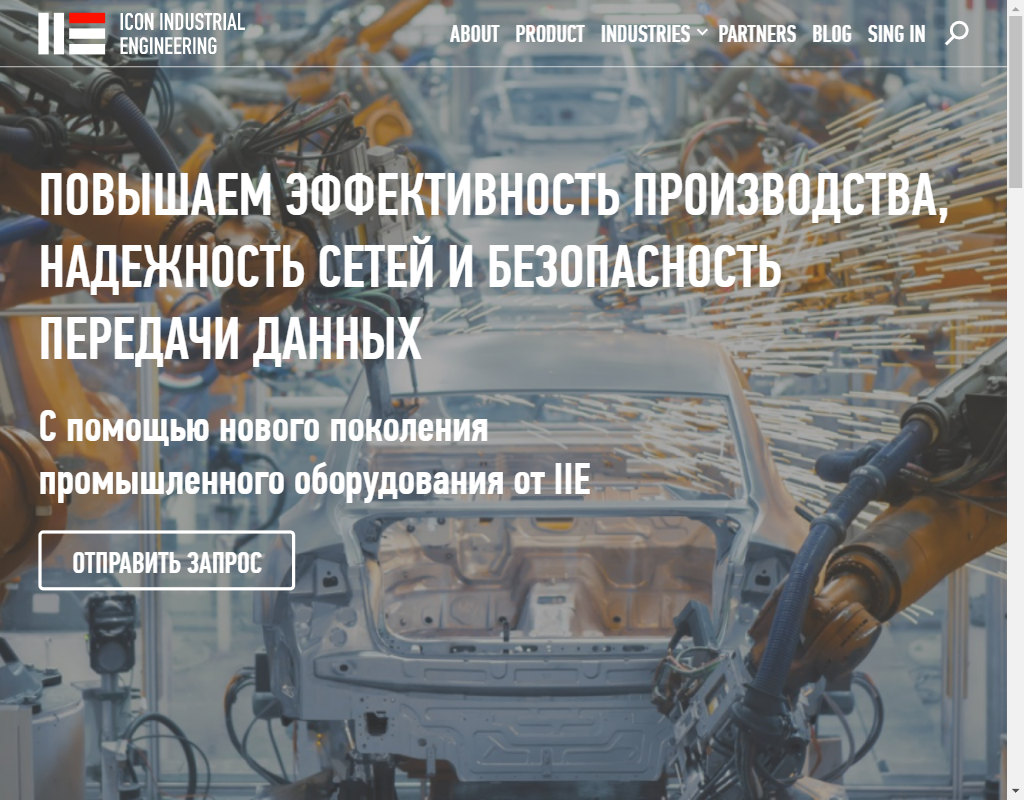 ICON INDUSTRIAL
ENGINEERING
ABOUT PRODUCT INDUSTRIES PARTNERS BLOG SING IN
ПОВЫШАЕМ ЭФФЕКТИВНОСТЬ ПРОИЗВОДСТВА,
НАДЕЖНОСТЬ СЕТЕЙ И БЕЗОПАСНОСТЬ
ПЕРЕДАЧИ ДАННЫХ
С помощью нового поколения
промышленного оборудования от IIE
ОТПРАВИТЬ ЗАПРОС